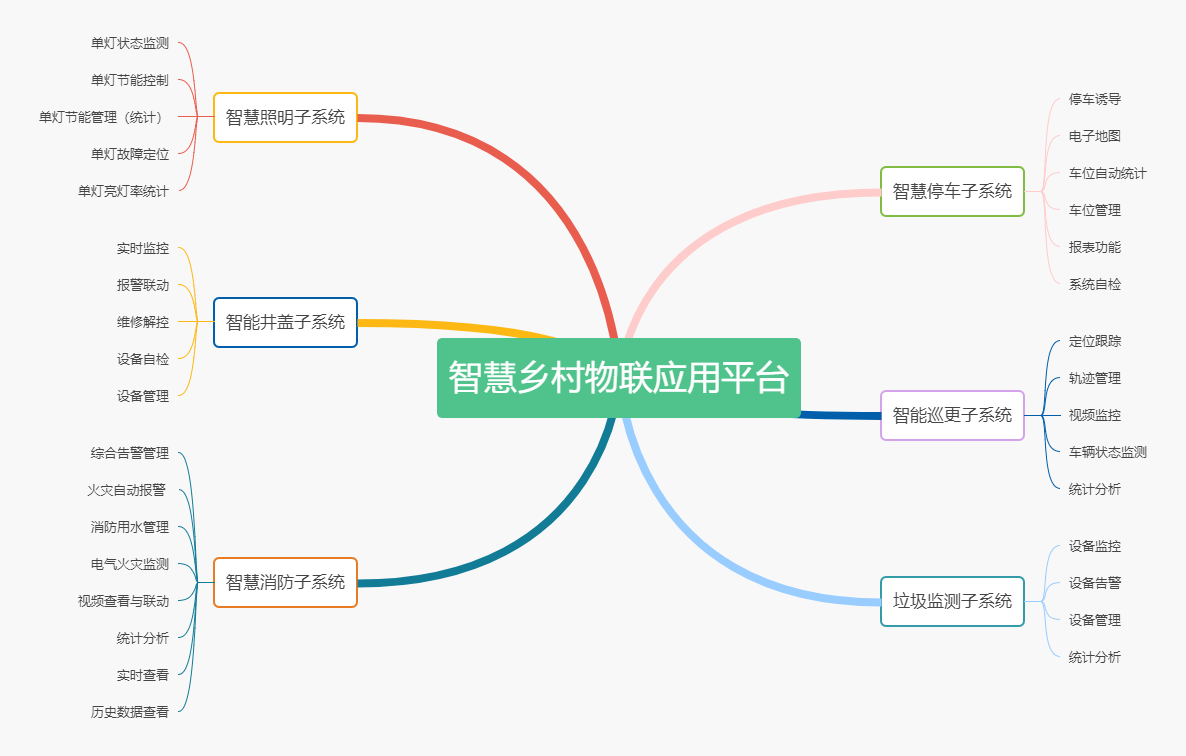 智慧乡村物联应用平台
智慧照明子系统
单灯状态监测
单灯节能控制
单灯节能管理（统计）
单灯故障定位
单灯亮灯率统计
智能井盖子系统
实时监控
报警联动
维修解控
设备自检
设备管理
智慧消防子系统
综合告警管理
火灾自动报警
消防用水管理
电气火灾监测
视频查看与联动
统计分析
实时查看
历史数据查看
智慧停车子系统
停车诱导
电子地图
车位自动统计
车位管理
报表功能
系统自检
智能巡更子系统
定位跟踪
轨迹管理
视频监控
车辆状态监测
统计分析
垃圾监测子系统
设备监控
设备告警
设备管理
统计分析